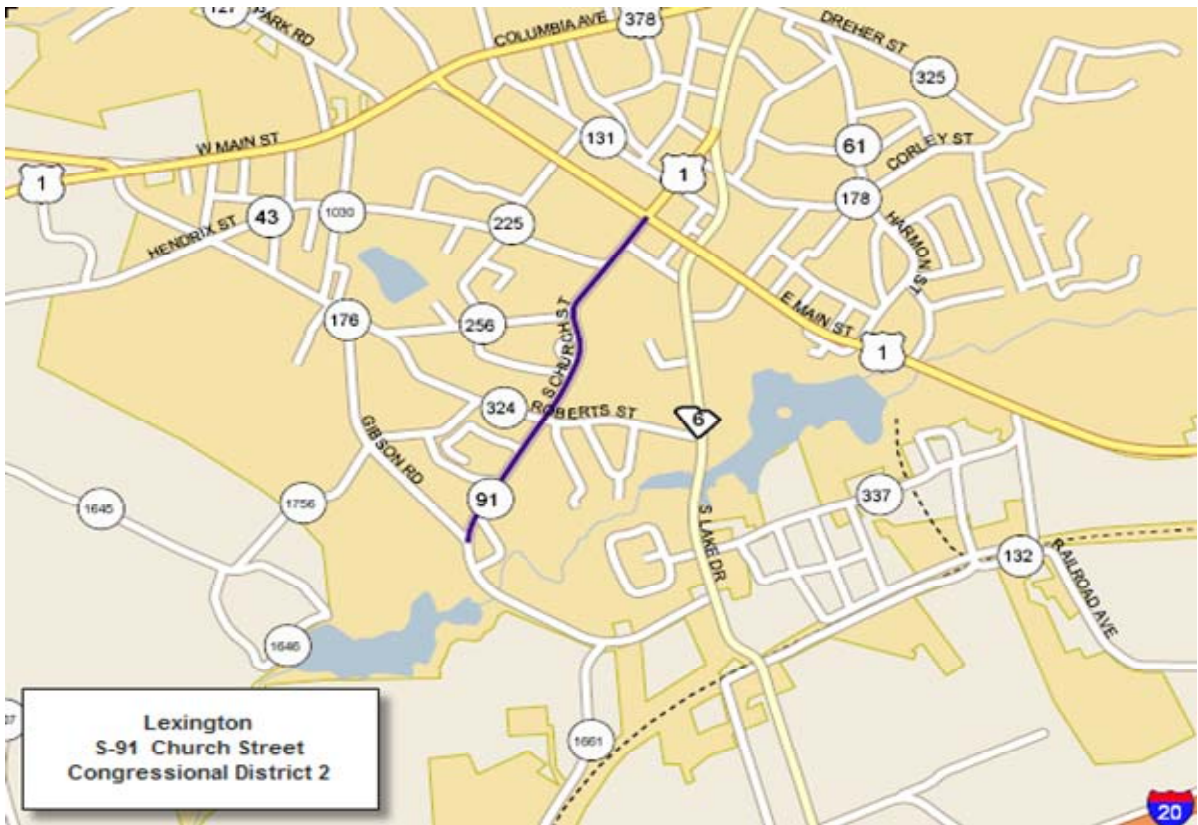 127
PARK RD
COLUMBIA AVE
378
DREHER ST
325
W MAIN ST
131
61
CORLEY ST
1
1
178
HENDRIX ST
43
1030
225
HARMON ST
176
256
S CHURCH ST
E MAIN ST
1
324
ROBERTS ST
6
GIBSON RD
91
337
1645
1756
S LAKE DR
132
RAILROAD AVE
1646
1661
Lexington
S-91 Church Street
Congressional District 2
20